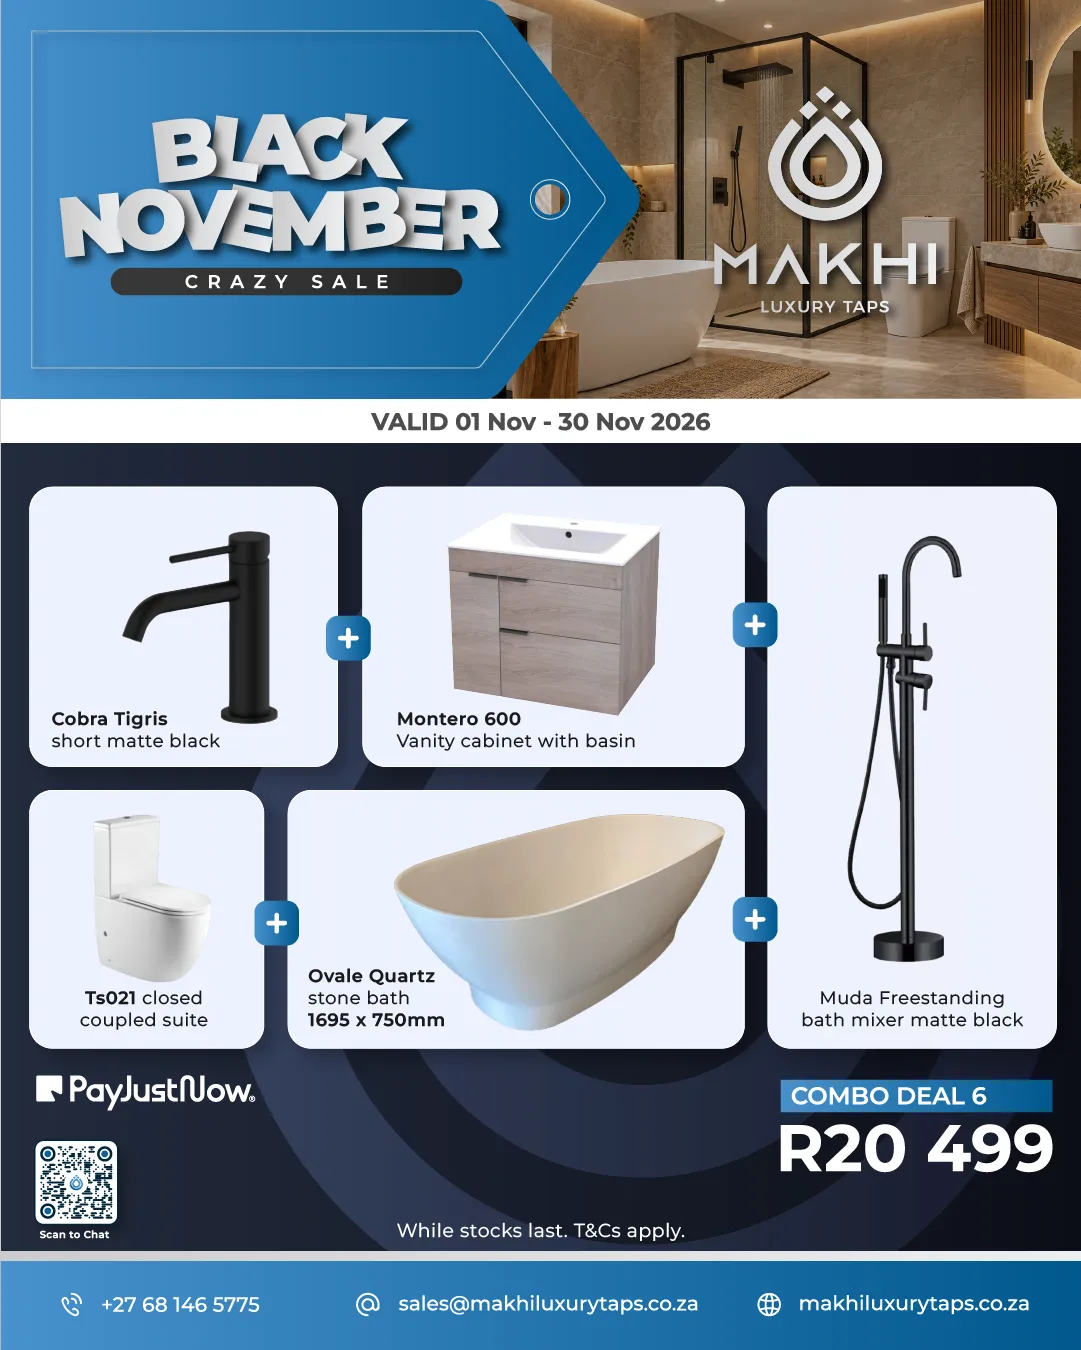 BLACK
NOVEMBER
CRAZY SALE
MAKHI
LUXURY TAPS
VALID 01 Nov - 30 Nov 2026
Cobra Tigris
short matte black
Montero 600
Vanity cabinet with basin
Ts021 closed
coupled suite
Ovale Quartz
stone bath
1695 x 750mm
Muda Freestanding
bath mixer matte black
PayJustNow®
COMBO DEAL 6
R20 499
Scan to Chat
While stocks last. T&Cs apply.
+27 68 146 5775
sales@makhiluxurytaps.co.za
makhiluxurytaps.co.za